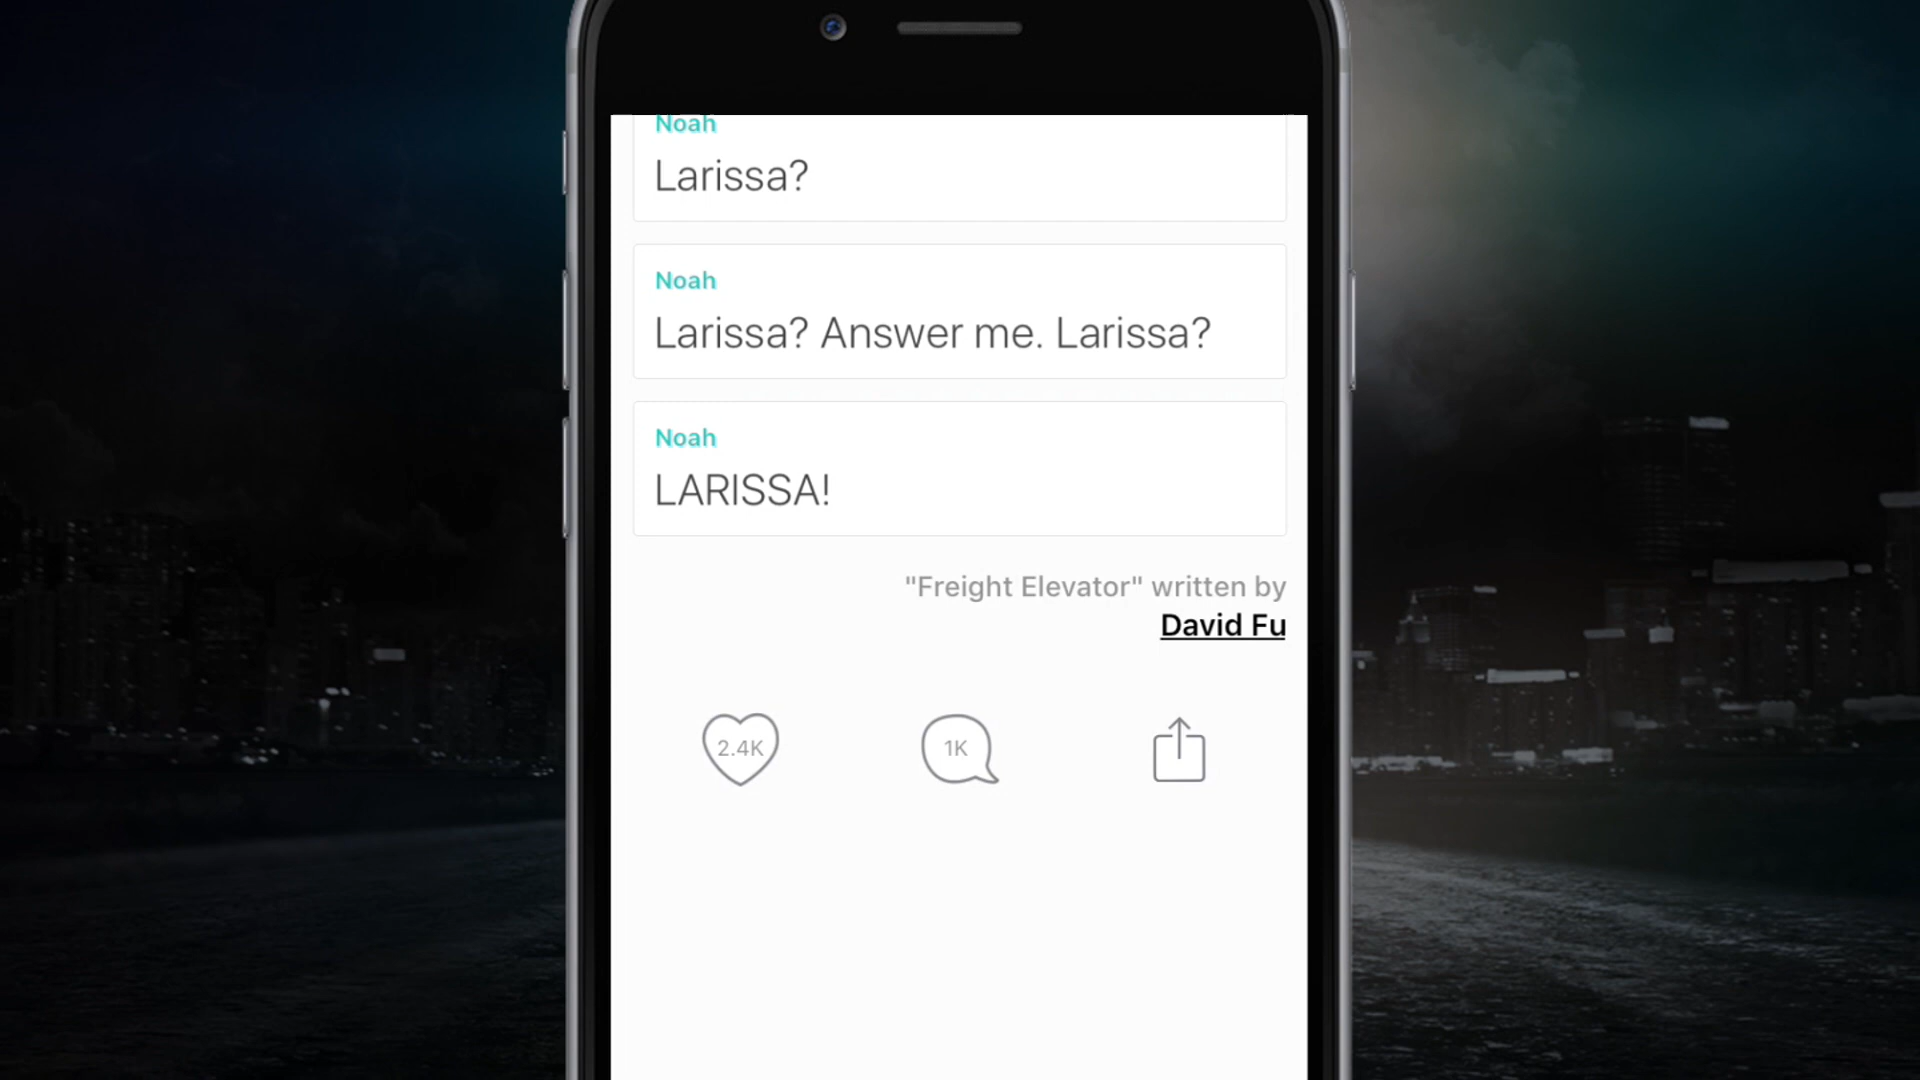 Noah
Larissa?
Noah
Larissa? Answer me. Larissa?
Noah
LARISSA!
"Freight Elevator" written by
David Fu
2.4K
1K